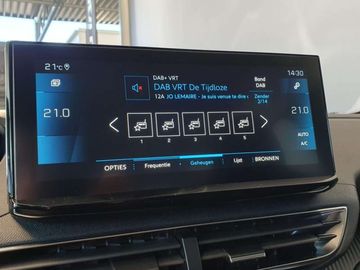 21°C
14:30
DAB+ VRT
DAB VRT De Tijdloze
12A JO LEMAIRE - Je suis venue te dire
Band
DAB
Zender
2/14
21.0
21.0
1 2 3 4 5
AUTO
A/C
OPTIES Frequentie Geheugen Lijst BRONNEN